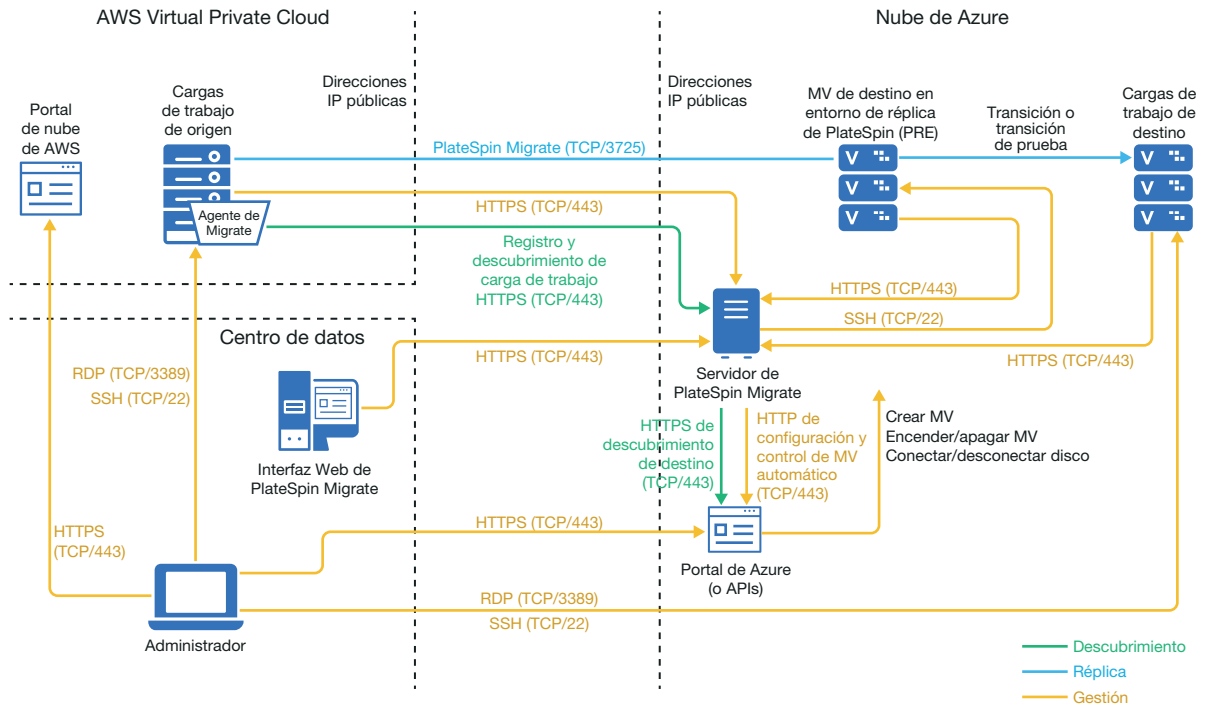 AWS Virtual Private Cloud
Nube de Azure
Direcciones
IP públicas
Direcciones
IP públicas
Portal
de nube
de AWS
Cargas
de trabajo
de origen
MV de destino en
entorno de réplica
de PlateSpin (PRE)
Transición o
transición
de prueba
Cargas de
trabajo de
destino
PlateSpin Migrate (TCP/3725)
HTTPS (TCP/443)
Agente de
Migrate
Registro y
descubrimiento de
carga de trabajo
HTTPS (TCP/443)
HTTPS (TCP/443)
SSH (TCP/22)
HTTPS (TCP/443)
Centro de datos
HTTPS (TCP/443)
RDP (TCP/3389)
SSH (TCP/22)
Servidor de
PlateSpin Migrate
Interfaz Web de
PlateSpin Migrate
HTTPS de
descubrimiento
de destino
(TCP/443)
HTTP de
configuración y
control de MV
automático
(TCP/443)
Crear MV
Encender/apagar MV
Conectar/desconectar disco
HTTPS
(TCP/443)
HTTPS (TCP/443)
Portal de Azure
(o APIs)
RDP (TCP/3389)
SSH (TCP/22)
Administrador
Descubrimiento
Réplica
Gestión
V
V
V
V
V
V